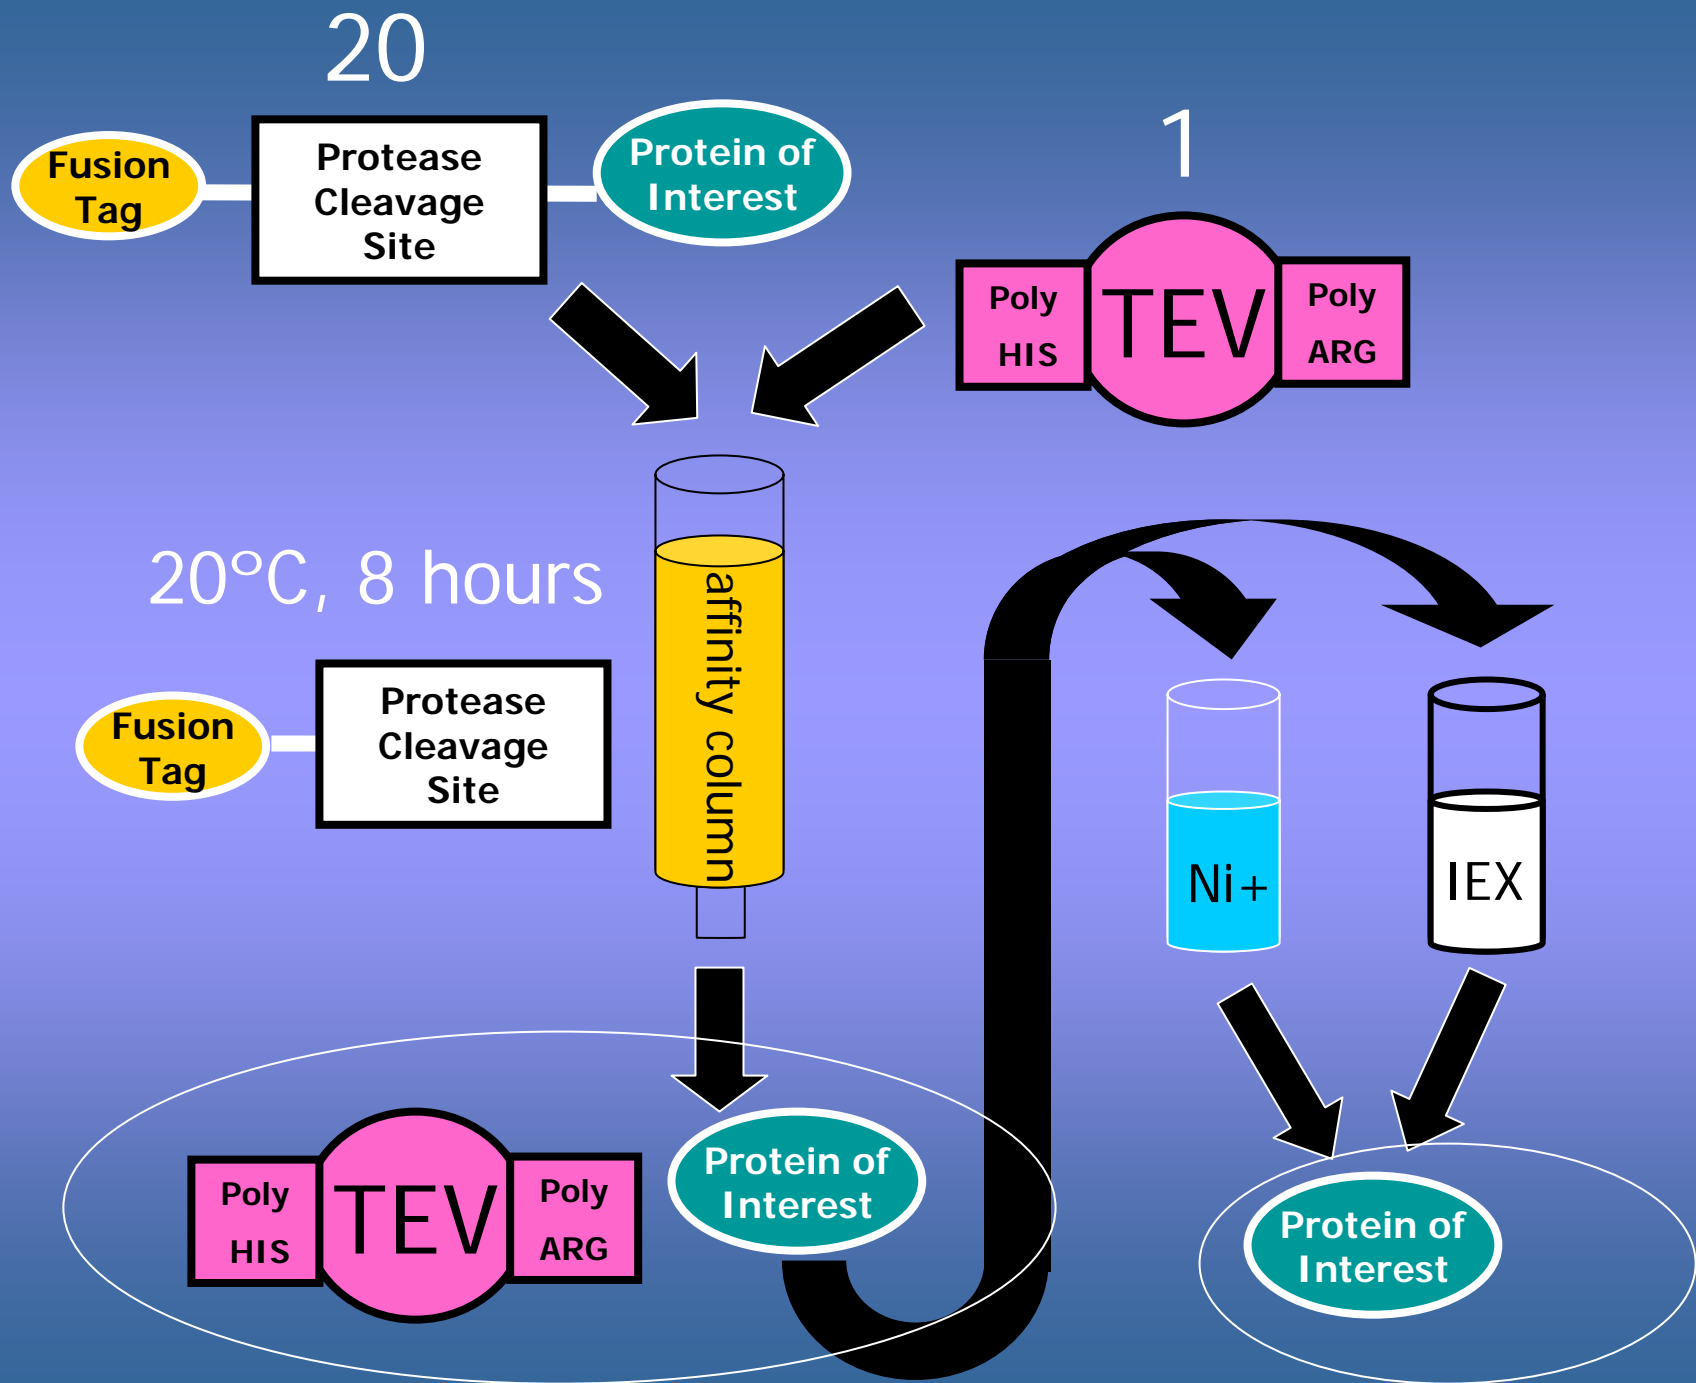 20
Fusion
Tag
Protease
Cleavage
Site
Protein of
Interest
1
Poly
HIS
TEV
Poly
ARG
20°C, 8 hours
affinity column
Fusion
Tag
Protease
Cleavage
Site
Ni+
IEX
Poly
HIS
TEV
Poly
ARG
Protein of
Interest
Protein of
Interest